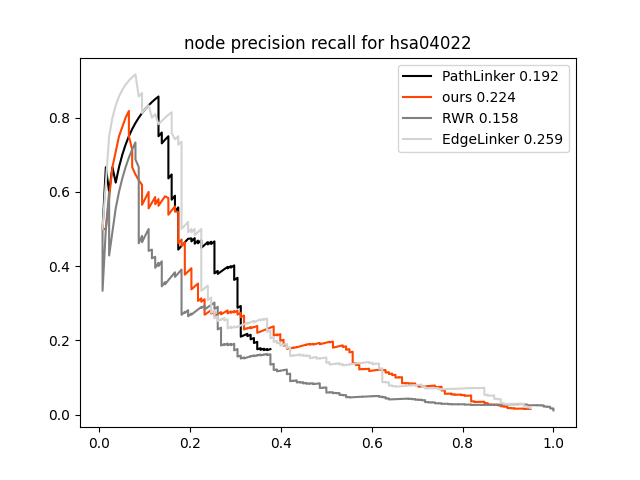 node precision recall for hsa04022
PathLinker 0.192
ours 0.224
RWR 0.158
EdgeLinker 0.259
0.8
0.6
0.4
0.2
0.0
0.0 0.2 0.4 0.6 0.8 1.0